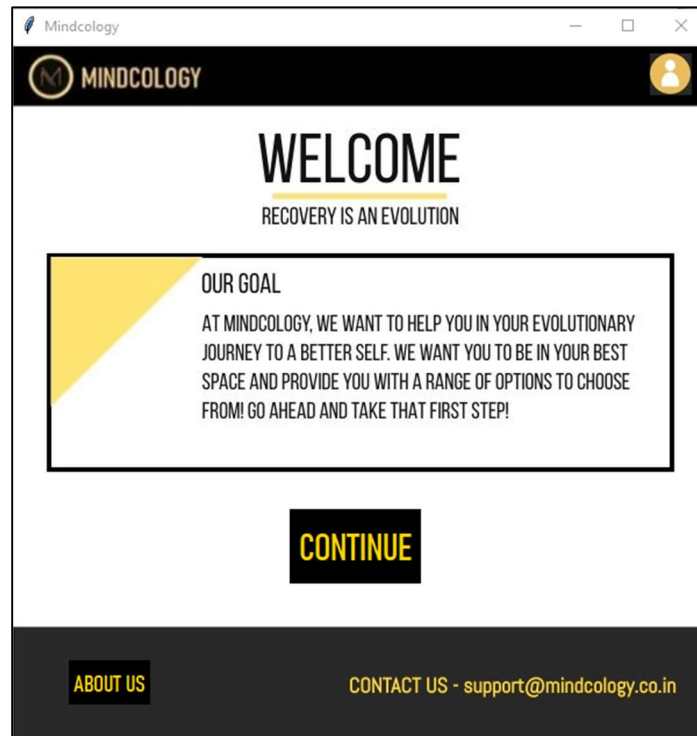 Mindcology
MINDCOLOGY
WELCOME
RECOVERY IS AN EVOLUTION
OUR GOAL
AT MINDCOLOGY, WE WANT TO HELP YOU IN YOUR EVOLUTIONARY
JOURNEY TO A BETTER SELF. WE WANT YOU TO BE IN YOUR BEST
SPACE AND PROVIDE YOU WITH A RANGE OF OPTIONS TO CHOOSE
FROM! GO AHEAD AND TAKE THAT FIRST STEP!
CONTINUE
ABOUT US
CONTACT US - support@mindcology.co.in